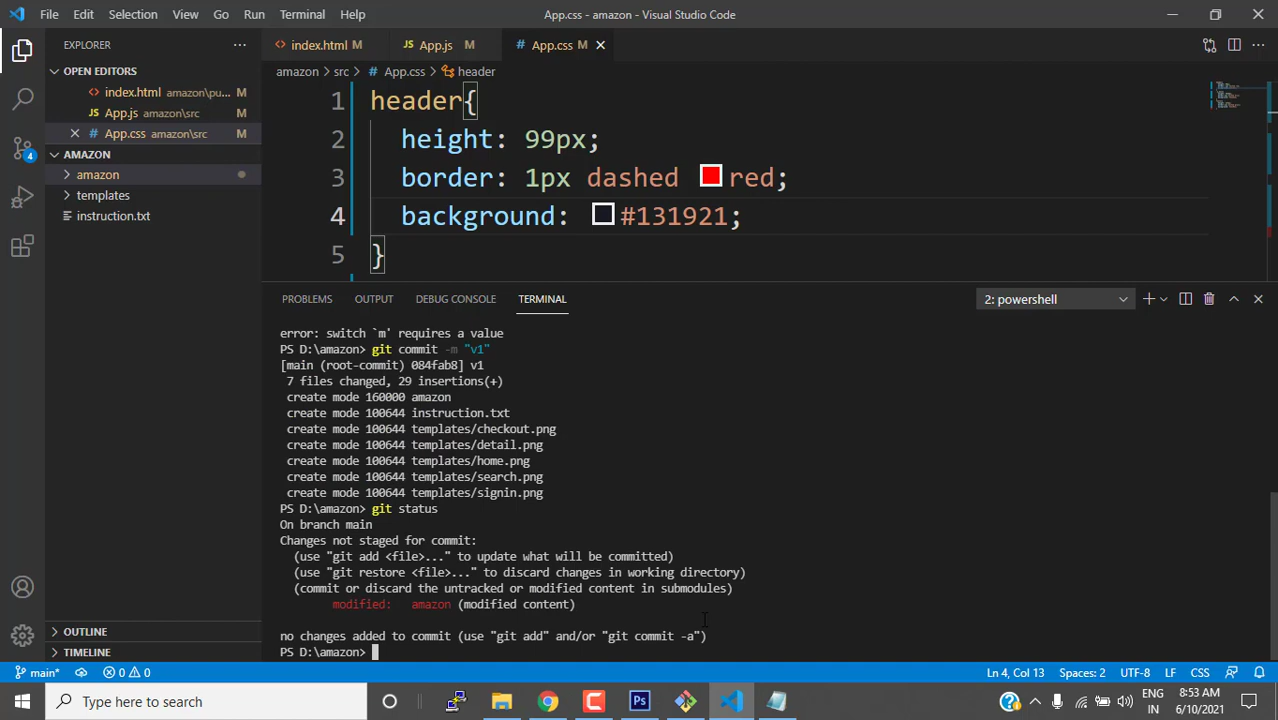 File Edit Selection View Go Run Terminal Help App.css - amazon - Visual Studio Code
EXPLORER
index.html M
App.js M
App.css M
OPEN EDITORS
index.html amazon\pu... M
App.js amazon\src M
App.css amazon\src M
AMAZON
amazon
templates
instruction.txt
4
OUTLINE
TIMELINE
amazon > src > App.css > header
1 header{
2 height: 99px;
3 border: 1px dashed red;
4 background: #131921;
5 }
PROBLEMS OUTPUT DEBUG CONSOLE TERMINAL 2: powershell
error: switch `m' requires a value
PS D:\amazon> git commit -m "v1"
[main (root-commit) 084fab8] v1
7 files changed, 29 insertions(+)
create mode 160000 amazon
create mode 100644 instruction.txt
create mode 100644 templates/checkout.png
create mode 100644 templates/detail.png
create mode 100644 templates/home.png
create mode 100644 templates/search.png
create mode 100644 templates/signin.png
PS D:\amazon> git status
On branch main
Changes not staged for commit:
(use "git add <file>..." to update what will be committed)
(use "git restore <file>..." to discard changes in working directory)
(commit or discard the untracked or modified content in submodules)
modified: amazon (modified content)
no changes added to commit (use "git add" and/or "git commit -a")
PS D:\amazon>
main* 0 0 Ln 4, Col 13 Spaces: 2 UTF-8 LF CSS
Type here to search
Ps
ENG
IN
8:53 AM
6/10/2021